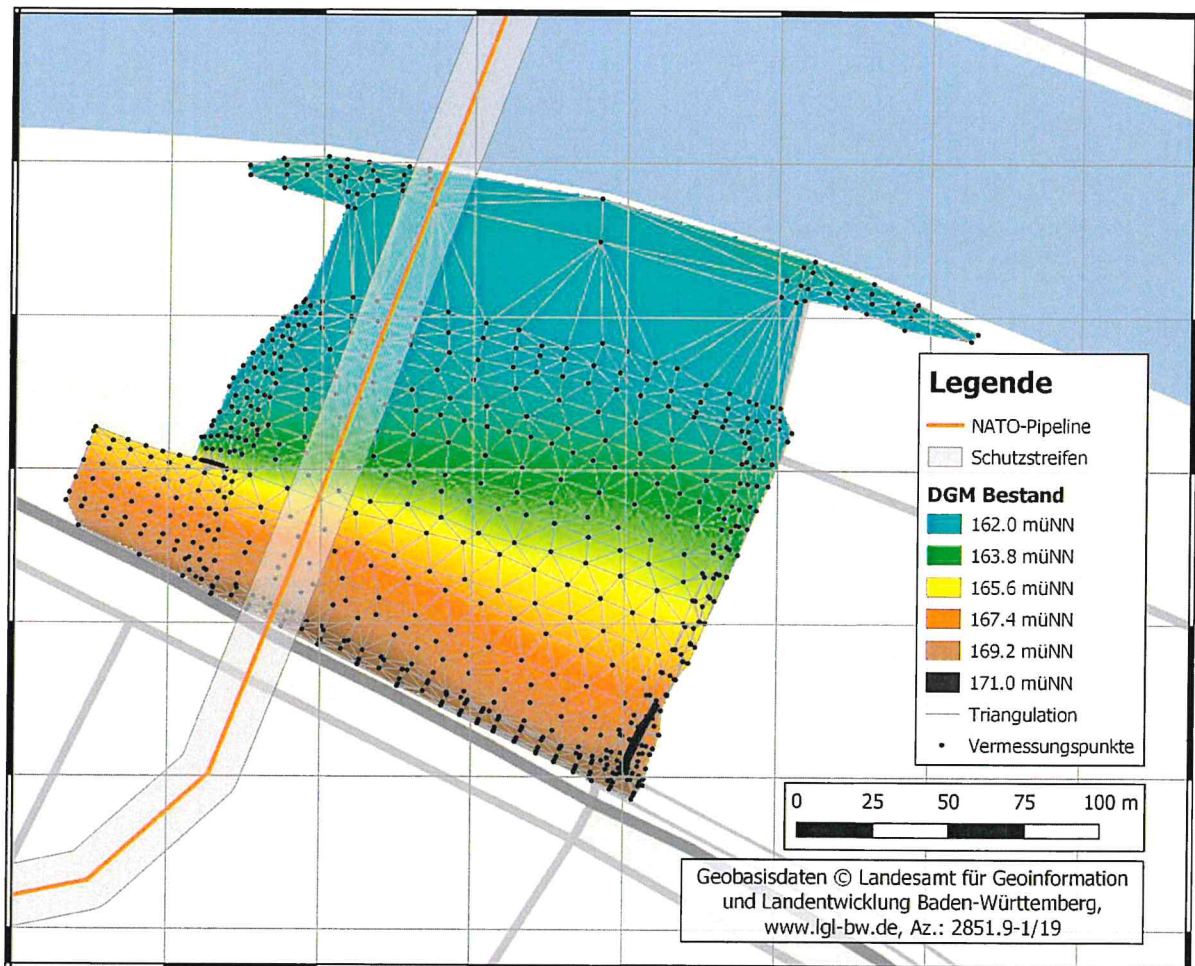 Legende
NATO-Pipeline
Schutzstreifen
DGM Bestand
162.0 müNN
163.8 müNN
165.6 müNN
167.4 müNN
169.2 müNN
171.0 müNN
Triangulation
Vermessungspunkte
0 25 50 75 100 m
Geobasisdaten © Landesamt für Geoinformation
und Landentwicklung Baden-Württemberg,
www.lgl-bw.de, Az.: 2851.9-1/19